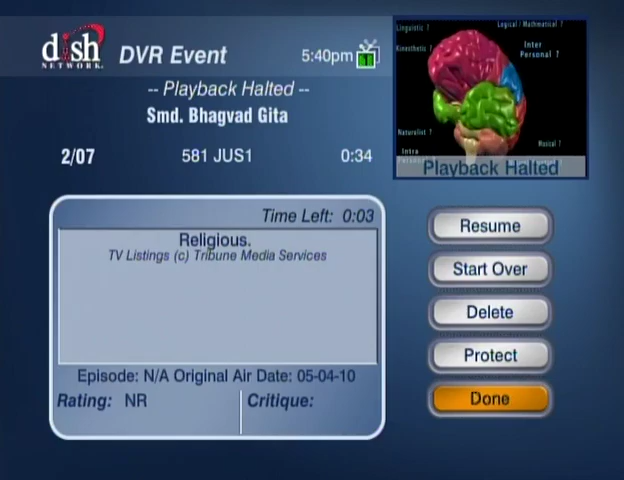 dish
NETWORK.
DVR Event
5:40pm
1
-- Playback Halted --
Smd. Bhagvad Gita
2/07 581 JUS1 0:34
Linguistic ?
Logical / Mathematical ?
Kinesthetic ?
Inter
Personal ?
Naturalist ?
Musical ?
Intra
Playback Halted
Time Left: 0:03
Religious.
TV Listings (c) Tribune Media Services
Episode: N/A Original Air Date: 05-04-10
Rating: NR
Critique:
Resume
Start Over
Delete
Protect
Done